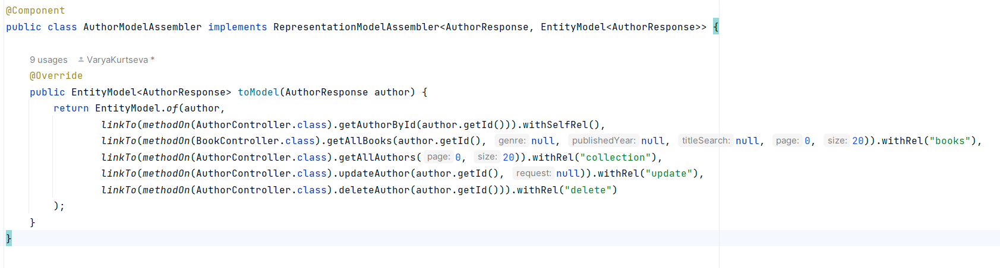 @Component
public class AuthorModelAssembler implements RepresentationModelAssembler<AuthorResponse, EntityModel<AuthorResponse>> {
9 usages VaryaKurtseva *
@Override
public EntityModel<AuthorResponse> toModel(AuthorResponse author) {
return EntityModel.of(author,
linkTo(methodOn(AuthorController.class).getAuthorById(author.getId())).withSelfRel(),
linkTo(methodOn(BookController.class).getAllBooks(author.getId(), genre: null, publishedYear: null, titleSearch: null, page: 0, size: 20)).withRel("books"),
linkTo(methodOn(AuthorController.class).getAllAuthors( page: 0, size: 20)).withRel("collection"),
linkTo(methodOn(AuthorController.class).updateAuthor(author.getId(), request: null)).withRel("update"),
linkTo(methodOn(AuthorController.class).deleteAuthor(author.getId())).withRel("delete")
);
}
}